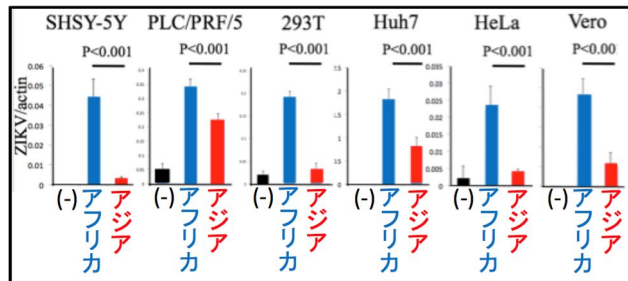 SHSY-5Y
PLC/PRF/5
293T
Huh7
HeLa
Vero
P<0.001
P<0.001
P<0.001
P<0.001
P<0.001
P<0.00
ZIKV/actin
0.06
0.05
0.04
0.03
0.02
0.01
0
2
1.5
1
0.5
0
0.035
0.03
0.025
0.02
0.015
0.01
0.005
0
(-)
アフリカ
アジア
(-)
アフリカ
アジア
(-)
アフリカ
アジア
(-)
アフリカ
アジア
(-)
アフリカ
アジア
(-)
アフリカ
アジア